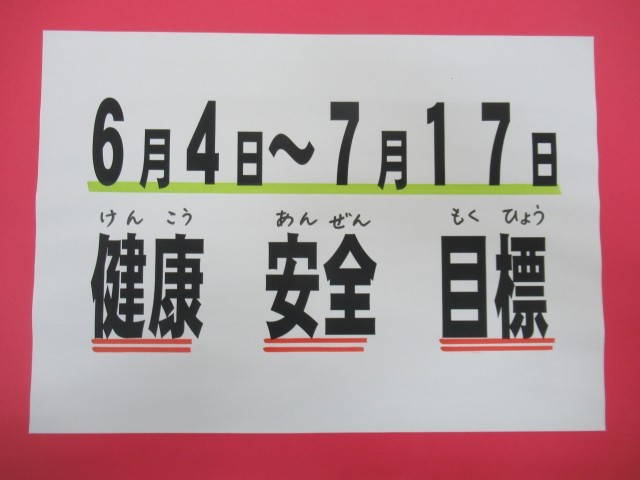 6月4日～7月17日
けん こう あん ぜん もく ひょう
健康 安全 目標